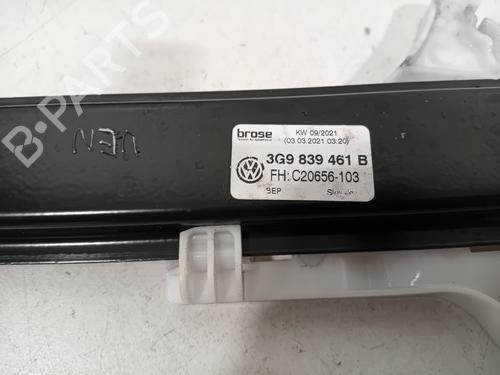 B-PARTS
brose
KW 09/2021
(03.03.2021 03:20)
3G9 839 461 B
FH: C20656-103